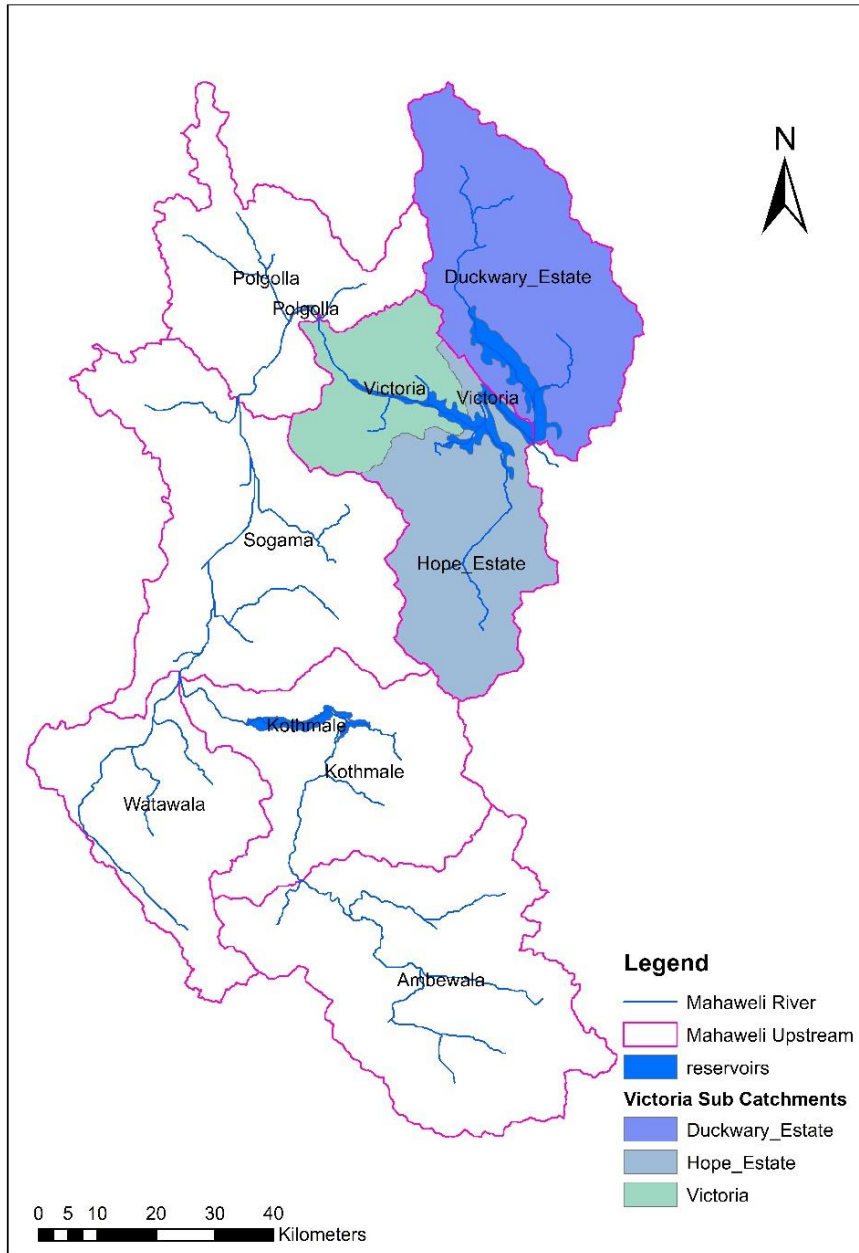 N
Duckwary_Estate
Polgolla
Polgolla
Victoria
Victoria
Sogama
Hope_Estate
Kothmale
Kothmale
Watawala
Ambewala
Legend
Mahaweli River
Mahaweli Upstream
reservoirs
Victoria Sub Catchments
Duckwary_Estate
Hope_Estate
Victoria
0 5 10 20 30 40
Kilometers